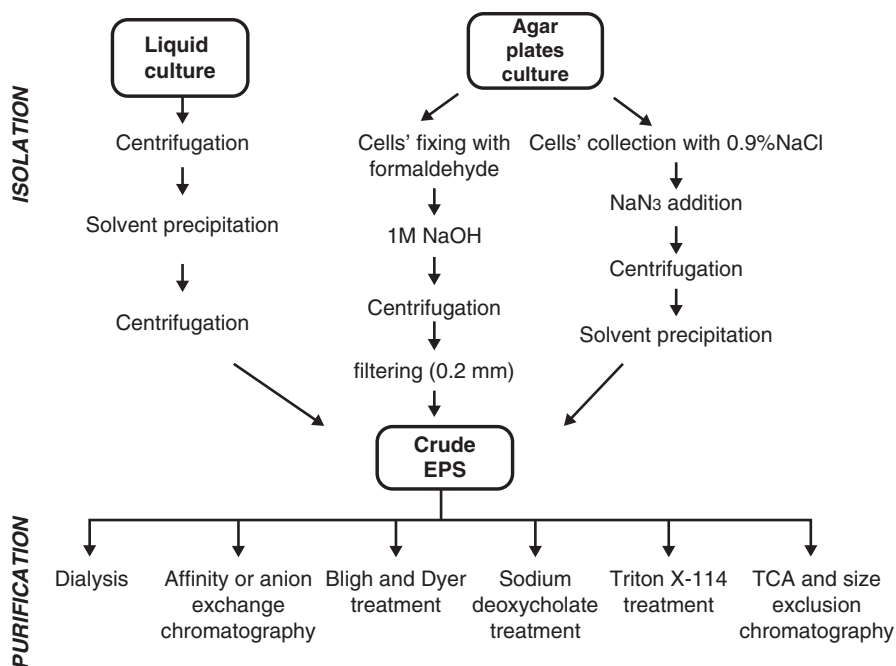 ISOLATION
Liquid
culture
Centrifugation
Solvent precipitation
Centrifugation
Agar
plates
culture
Cells' fixing with
formaldehyde
1M NaOH
Centrifugation
filtering (0.2 mm)
Cells' collection with 0.9%NaCl
NaN3 addition
Centrifugation
Solvent precipitation
Crude
EPS
PURIFICATION
Dialysis
Affinity or anion
exchange
chromatography
Bligh and Dyer
treatment
Sodium
deoxycholate
treatment
Triton X-114
treatment
TCA and size
exclusion
chromatography